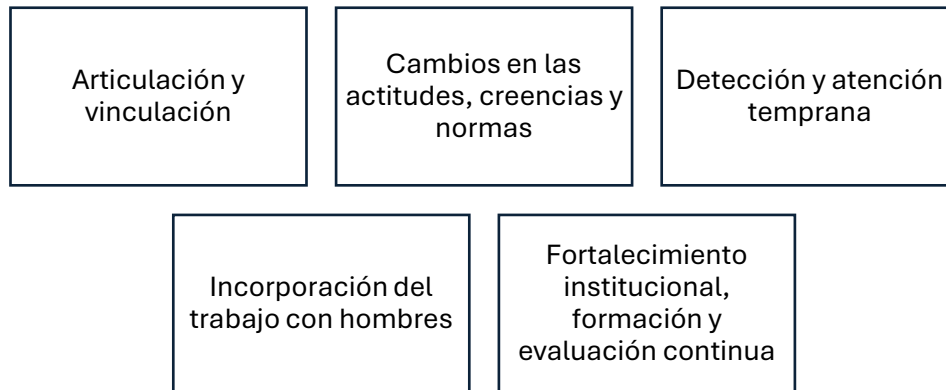 Articulación y
vinculación
Cambios en las
actitudes, creencias y
normas
Detección y atención
temprana
Incorporación del
trabajo con hombres
Fortalecimiento
institucional,
formación y
evaluación continua